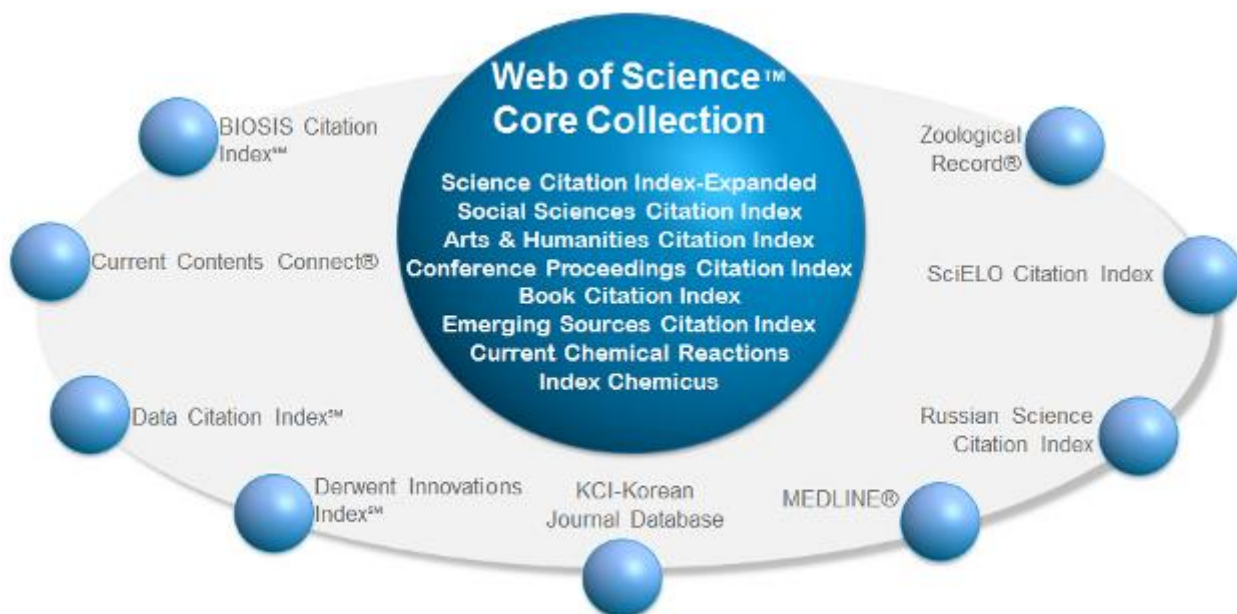 Web of Science™
Core Collection
Science Citation Index-Expanded
Social Sciences Citation Index
Arts & Humanities Citation Index
Conference Proceedings Citation Index
Book Citation Index
Emerging Sources Citation Index
Current Chemical Reactions
Index Chemicus
BIOSIS Citation
Index℠
Current Contents Connect®
Data Citation Index℠
Derwent Innovations
Index℠
KCI-Korean
Journal Database
MEDLINE®
Russian Science
Citation Index
SciELO Citation Index
Zoological
Record®